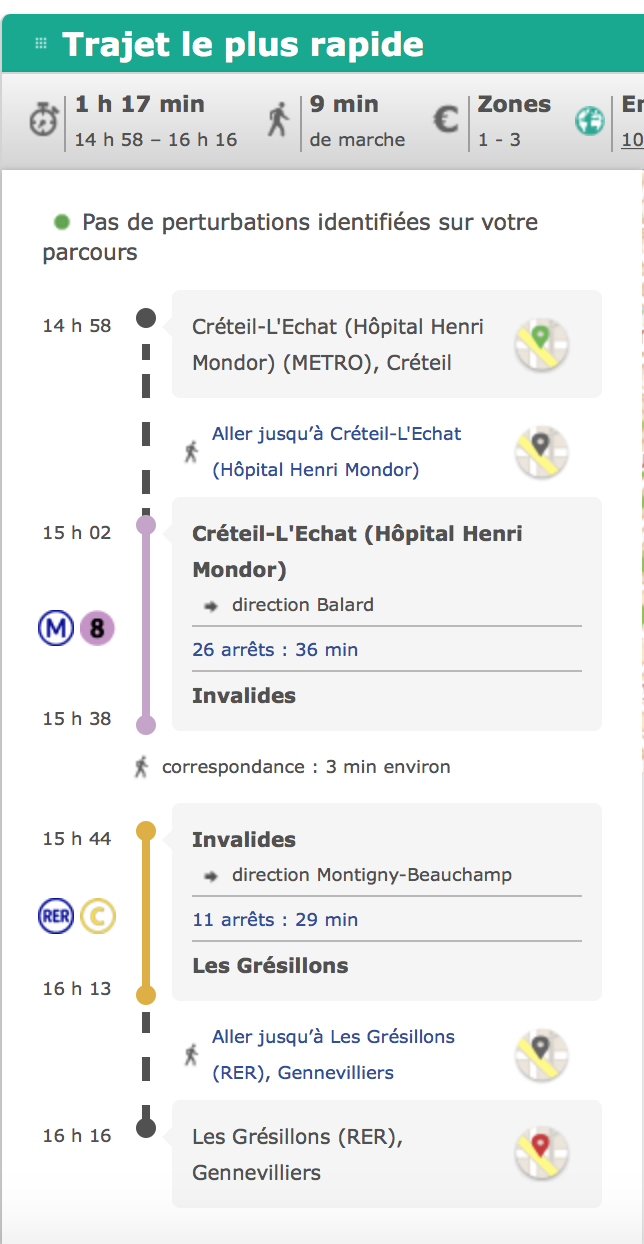 Trajet le plus rapide
1 h 17 min
14 h 58 – 16 h 16
9 min
de marche
€
Zones
1 - 3
10
Pas de perturbations identifiées sur votre
parcours
14 h 58
Créteil-L'Echat (Hôpital Henri
Mondor) (METRO), Créteil
Aller jusqu’à Créteil-L'Echat
(Hôpital Henri Mondor)
15 h 02
Créteil-L'Echat (Hôpital Henri
Mondor)
direction Balard
M 8
26 arrêts : 36 min
15 h 38
Invalides
correspondance : 3 min environ
15 h 44
Invalides
direction Montigny-Beauchamp
RER C
11 arrêts : 29 min
16 h 13
Les Grésillons
Aller jusqu’à Les Grésillons
(RER), Gennevilliers
16 h 16
Les Grésillons (RER),
Gennevilliers